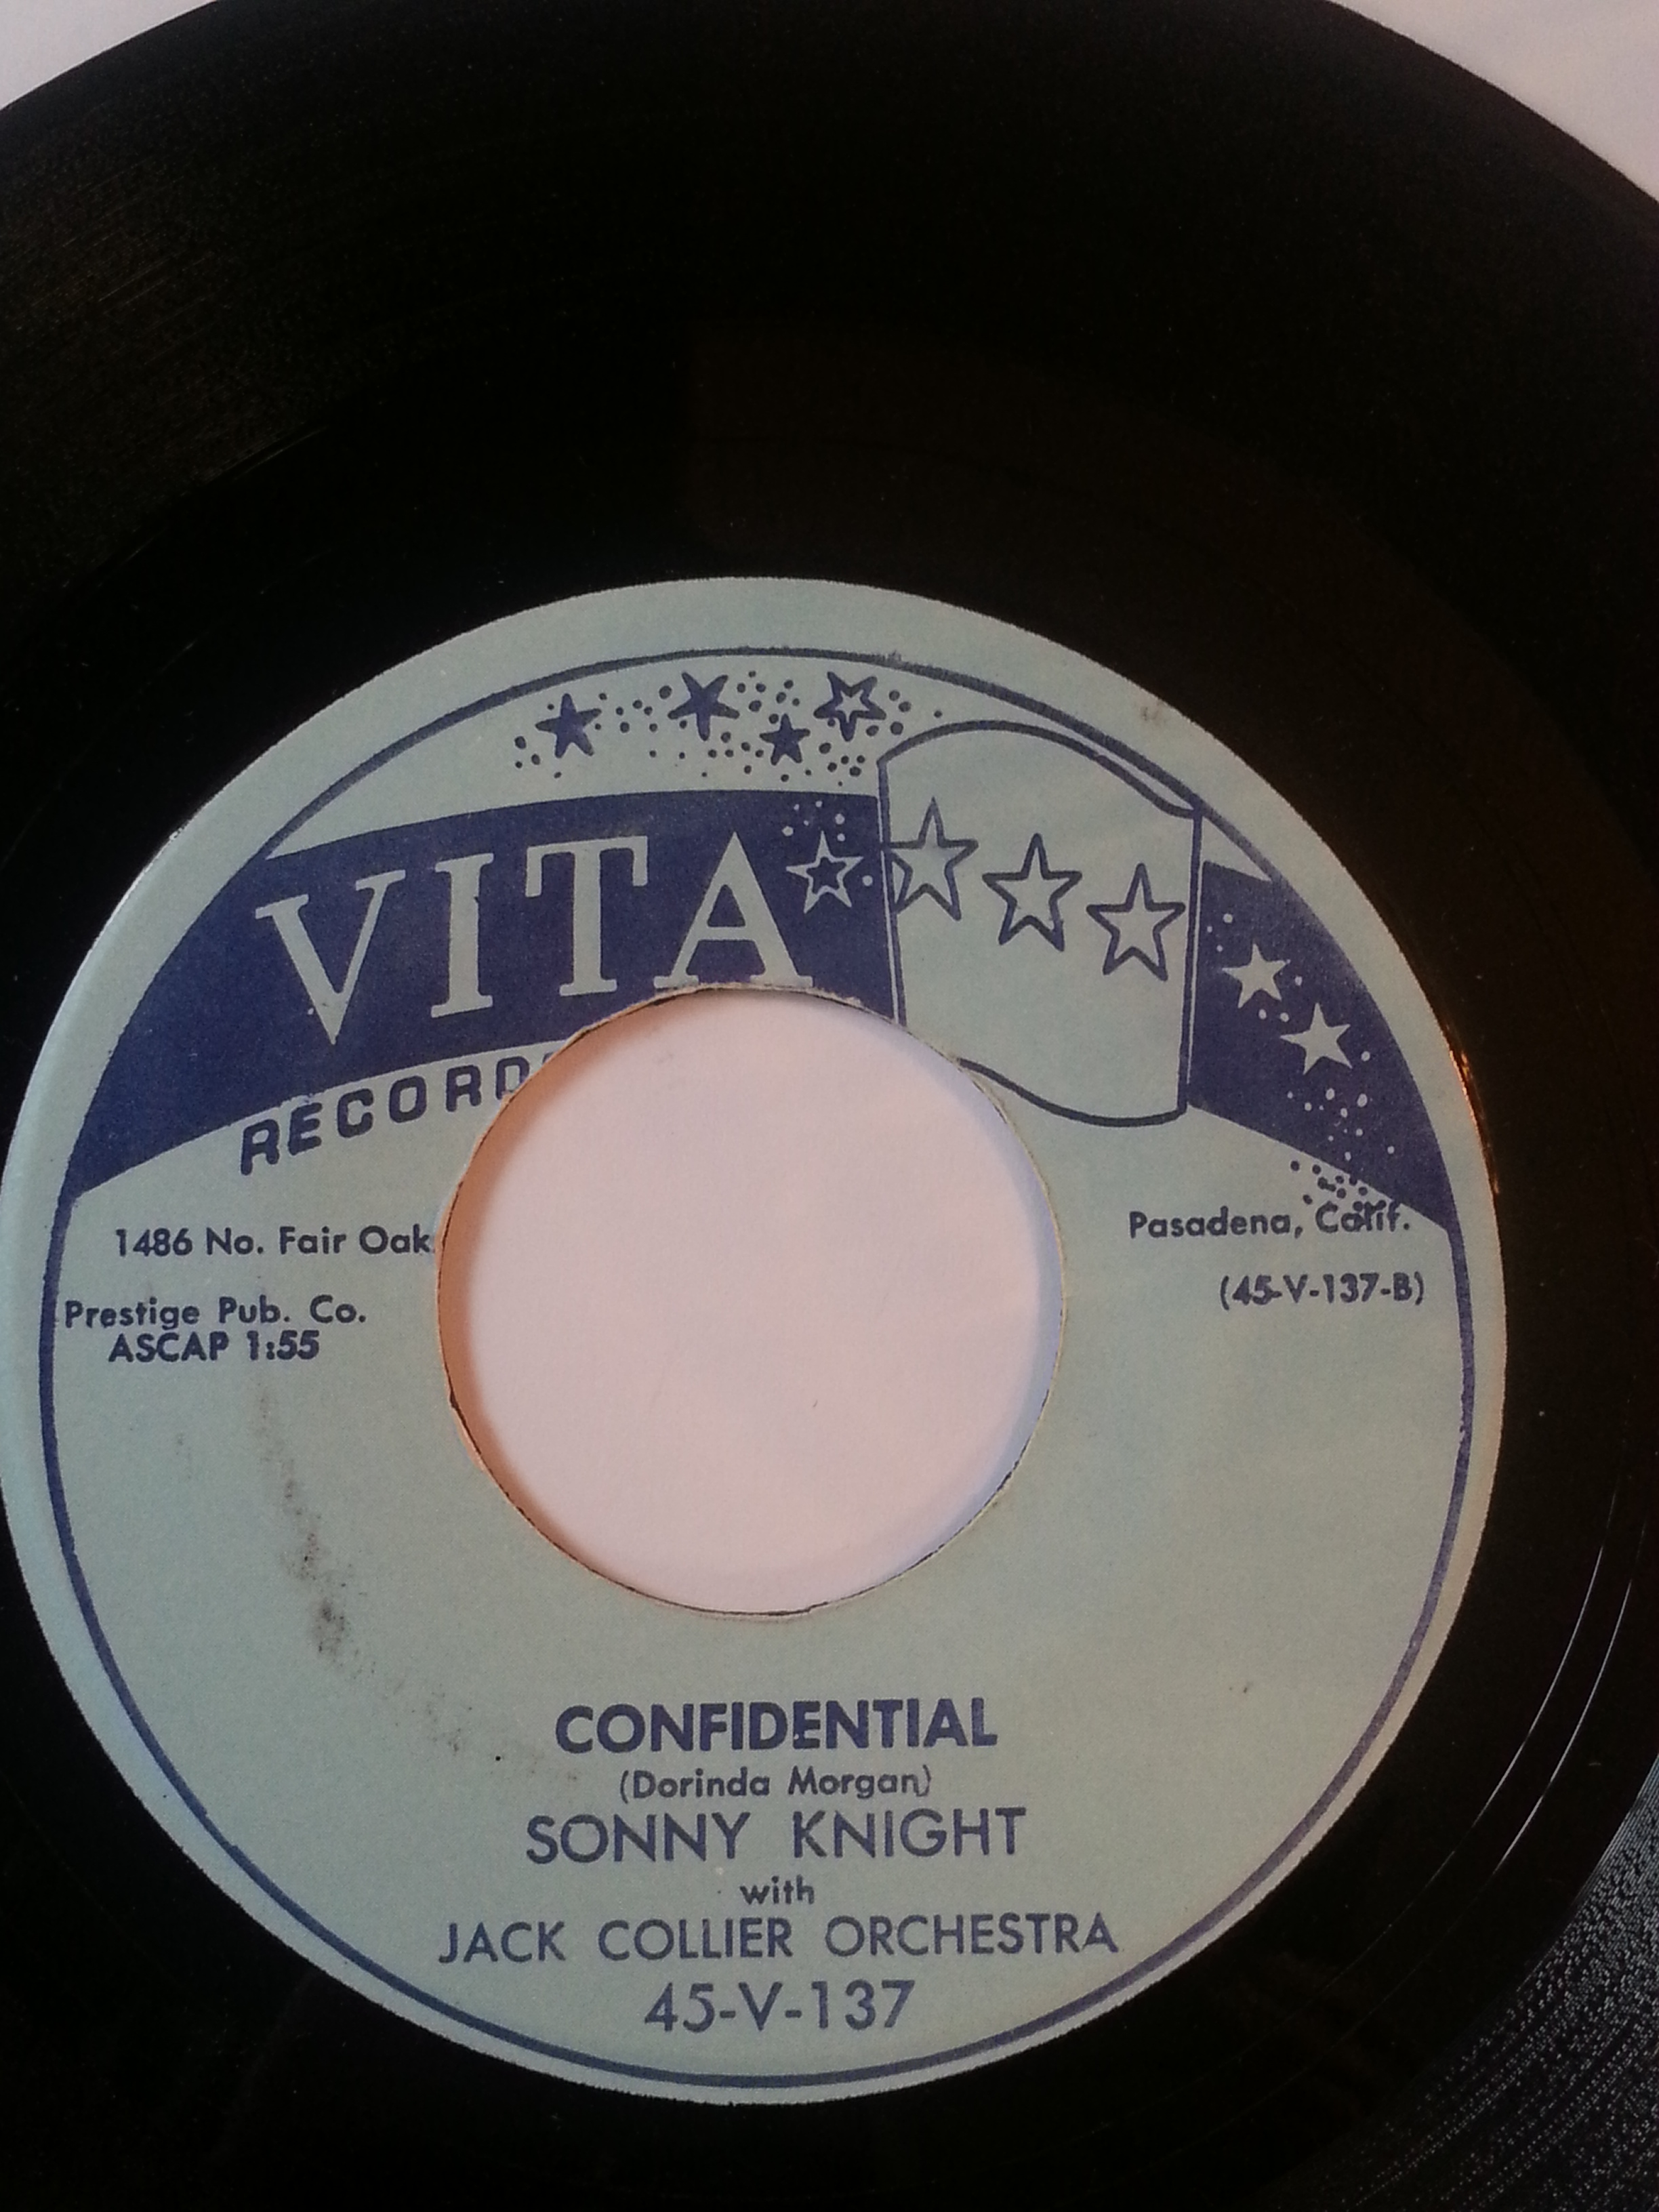 VITA
RECORD
1486 No. Fair Oak
Pasadena, Calif.
Prestige Pub. Co.
ASCAP 1:55
(45-V-137-B)
CONFIDENTIAL
(Dorinda Morgan)
SONNY KNIGHT
with
JACK COLLIER ORCHESTRA
45-V-137